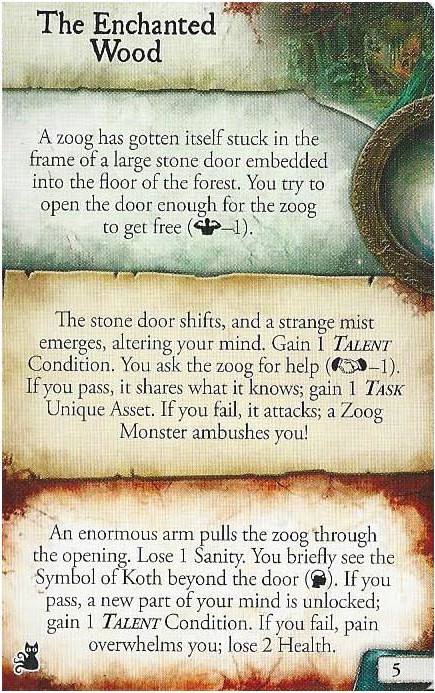 The Enchanted
Wood
A zoog has gotten itself stuck in the
frame of a large stone door embedded
into the floor of the forest. You try to
open the door enough for the zoog
to get free (–1).
The stone door shifts, and a strange mist
emerges, altering your mind. Gain 1 TALENT
Condition. You ask the zoog for help (–1).
If you pass, it shares what it knows; gain 1 TASK
Unique Asset. If you fail, it attacks; a Zoog
Monster ambushes you!
An enormous arm pulls the zoog through
the opening. Lose 1 Sanity. You briefly see the
Symbol of Koth beyond the door (). If you
pass, a new part of your mind is unlocked;
gain 1 TALENT Condition. If you fail, pain
overwhelms you; lose 2 Health.
5